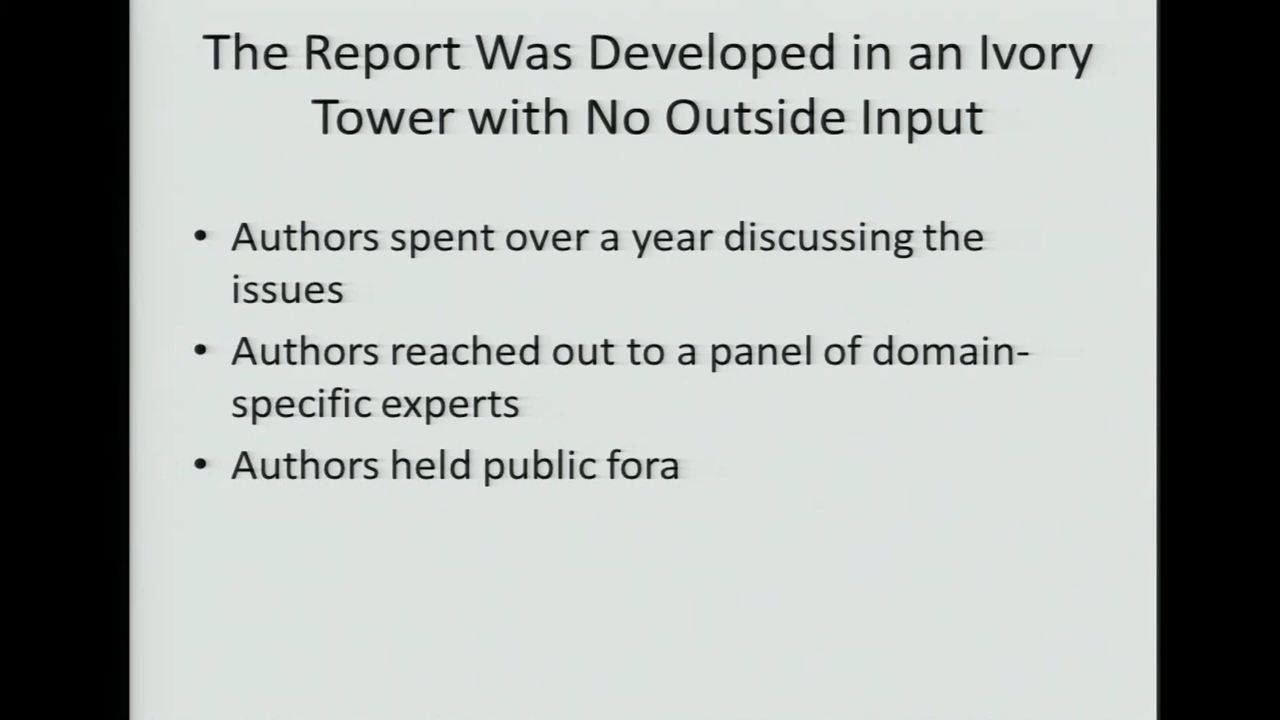 The Report Was Developed in an Ivory
Tower with No Outside Input
• Authors spent over a year discussing the
issues
• Authors reached out to a panel of domain-
specific experts
• Authors held public fora